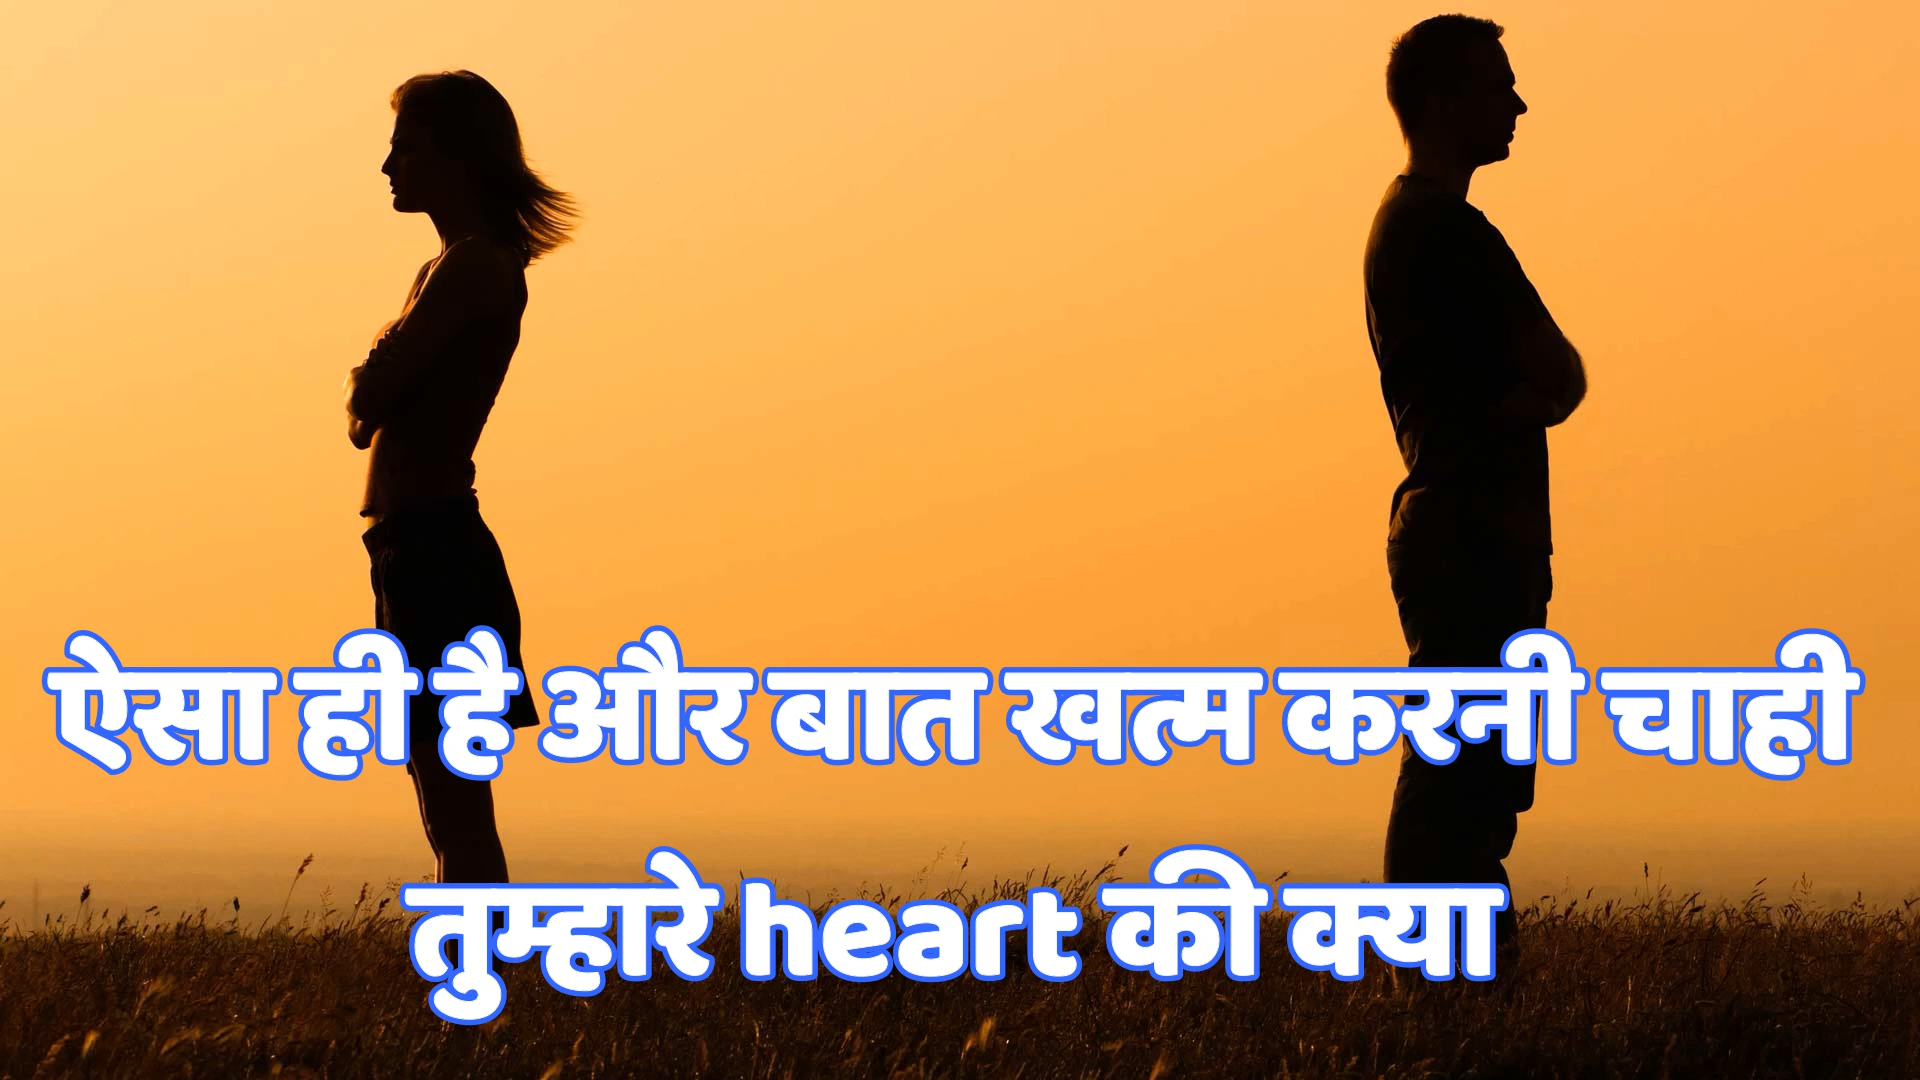 ऐसा ही है और बात खत्म करनी चाही
तुम्हारे heart की क्या